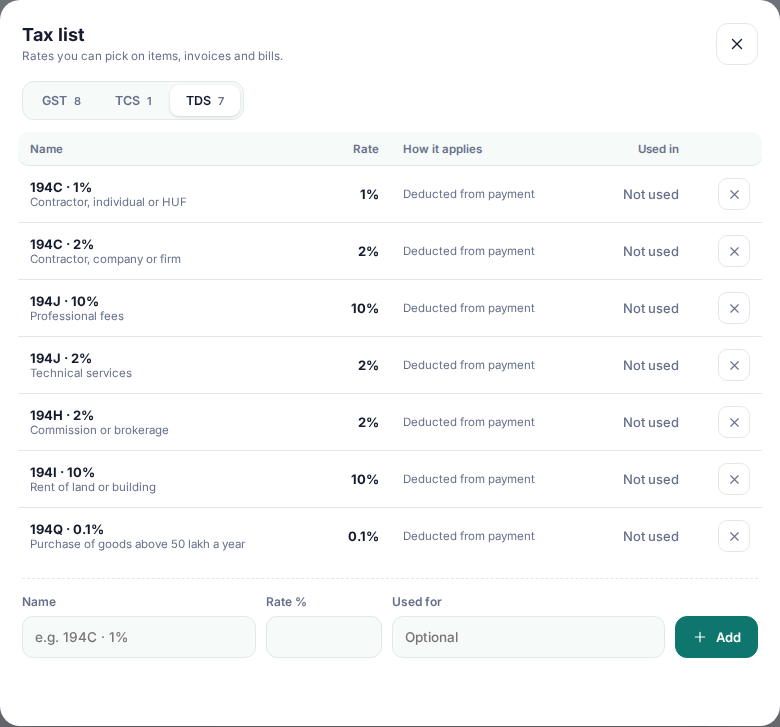 Tax list
Rates you can pick on items, invoices and bills.
GST 8 TCS 1 TDS 7
Name Rate How it applies Used in
194C · 1%
Contractor, individual or HUF
1% Deducted from payment Not used
194C · 2%
Contractor, company or firm
2% Deducted from payment Not used
194J · 10%
Professional fees
10% Deducted from payment Not used
194J · 2%
Technical services
2% Deducted from payment Not used
194H · 2%
Commission or brokerage
2% Deducted from payment Not used
194I · 10%
Rent of land or building
10% Deducted from payment Not used
194Q · 0.1%
Purchase of goods above 50 lakh a year
0.1% Deducted from payment Not used
Name Rate % Used for
e.g. 194C · 1% Optional + Add